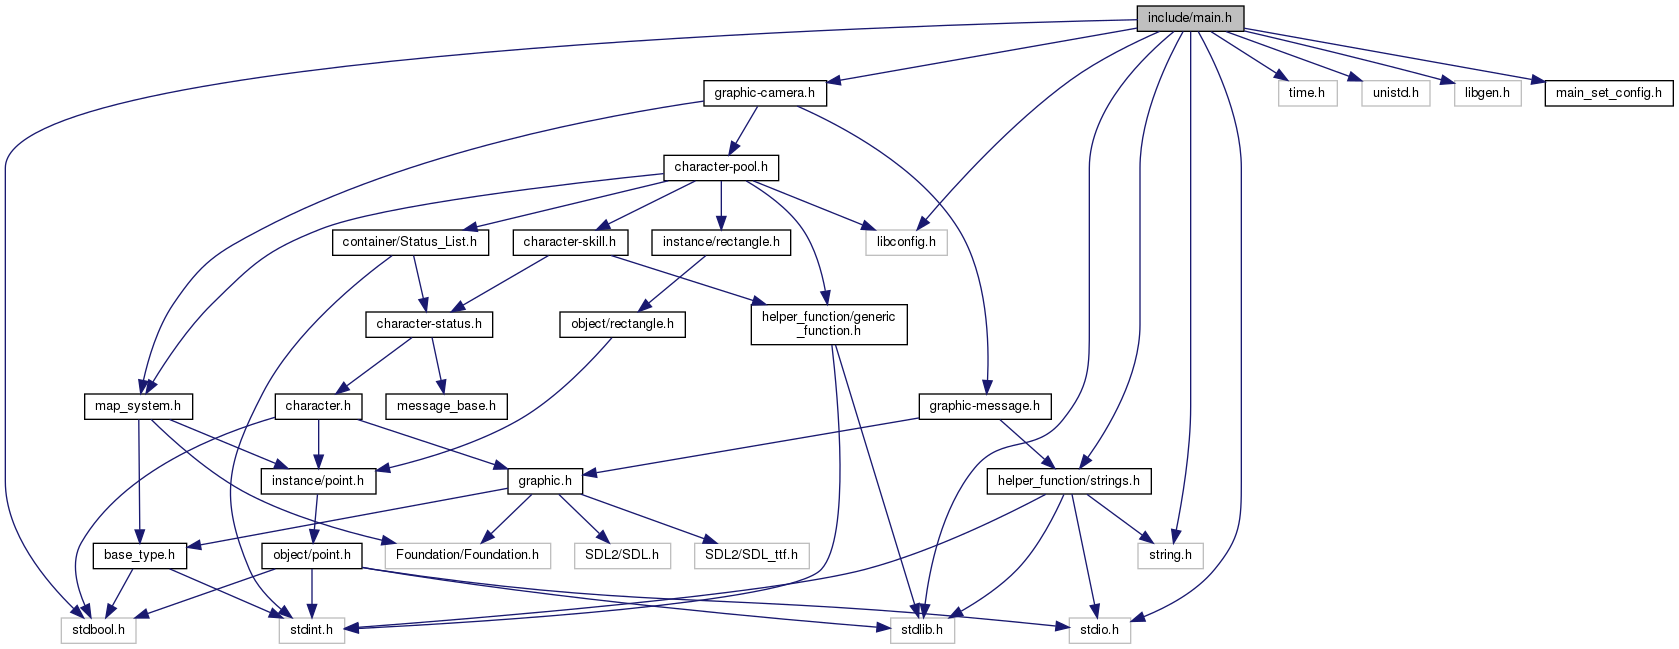 include/main.h
graphic-camera.h
time.h
unistd.h
libgen.h
main_set_config.h
character-pool.h
container/Status_List.h
character-skill.h
instance/rectangle.h
libconfig.h
helper_function/generic
_function.h
character-status.h
object/rectangle.h
map_system.h
character.h
message_base.h
graphic-message.h
instance/point.h
graphic.h
helper_function/strings.h
base_type.h
object/point.h
Foundation/Foundation.h
SDL2/SDL.h
SDL2/SDL_ttf.h
string.h
stdbool.h
stdint.h
stdlib.h
stdio.h